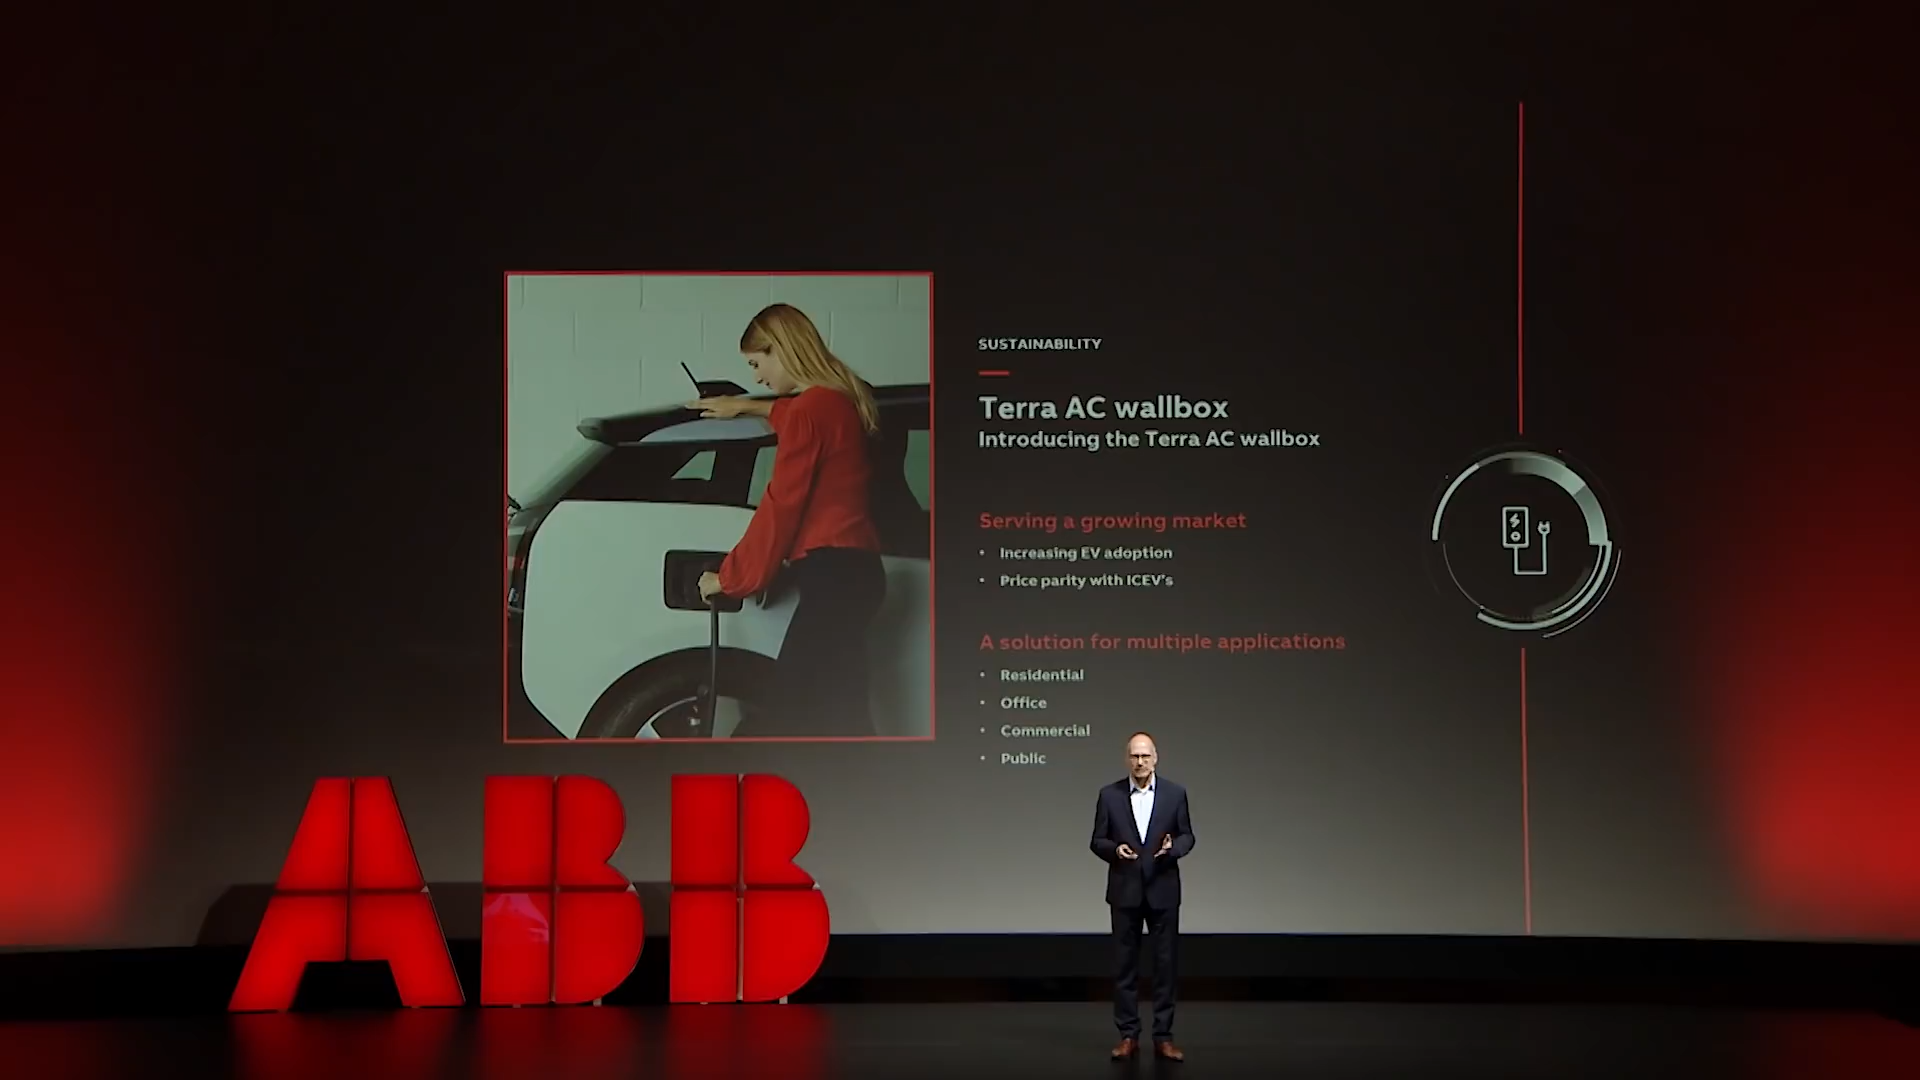 SUSTAINABILITY
Terra AC wallbox
Introducing the Terra AC wallbox
Serving a growing market
• Increasing EV adoption
• Price parity with ICEV's
A solution for multiple applications
• Residential
• Office
• Commercial
• Public
ABB